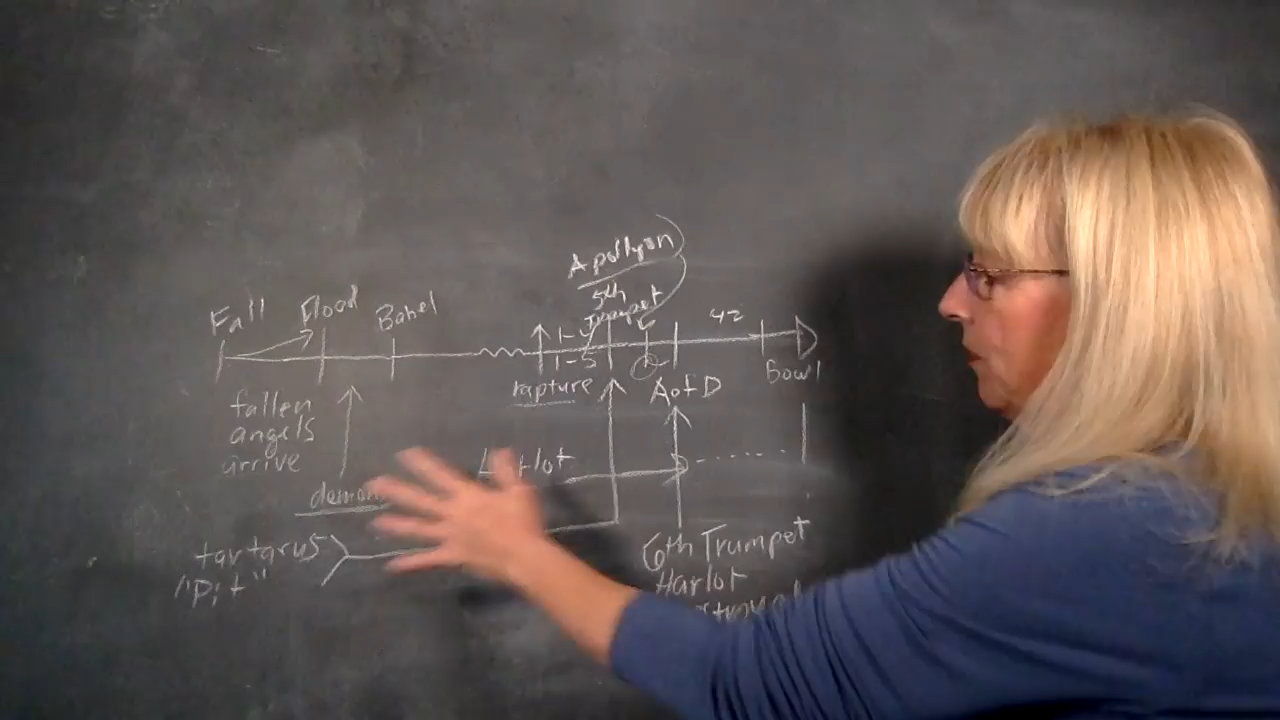 Apollyon
5th
Trumpet
Fall
Flood
Babel
42
1-5
rapture
AofD
Bowl
fallen
angels
arrive
tartarus
"Pit"
6th Trumpet
Harlot